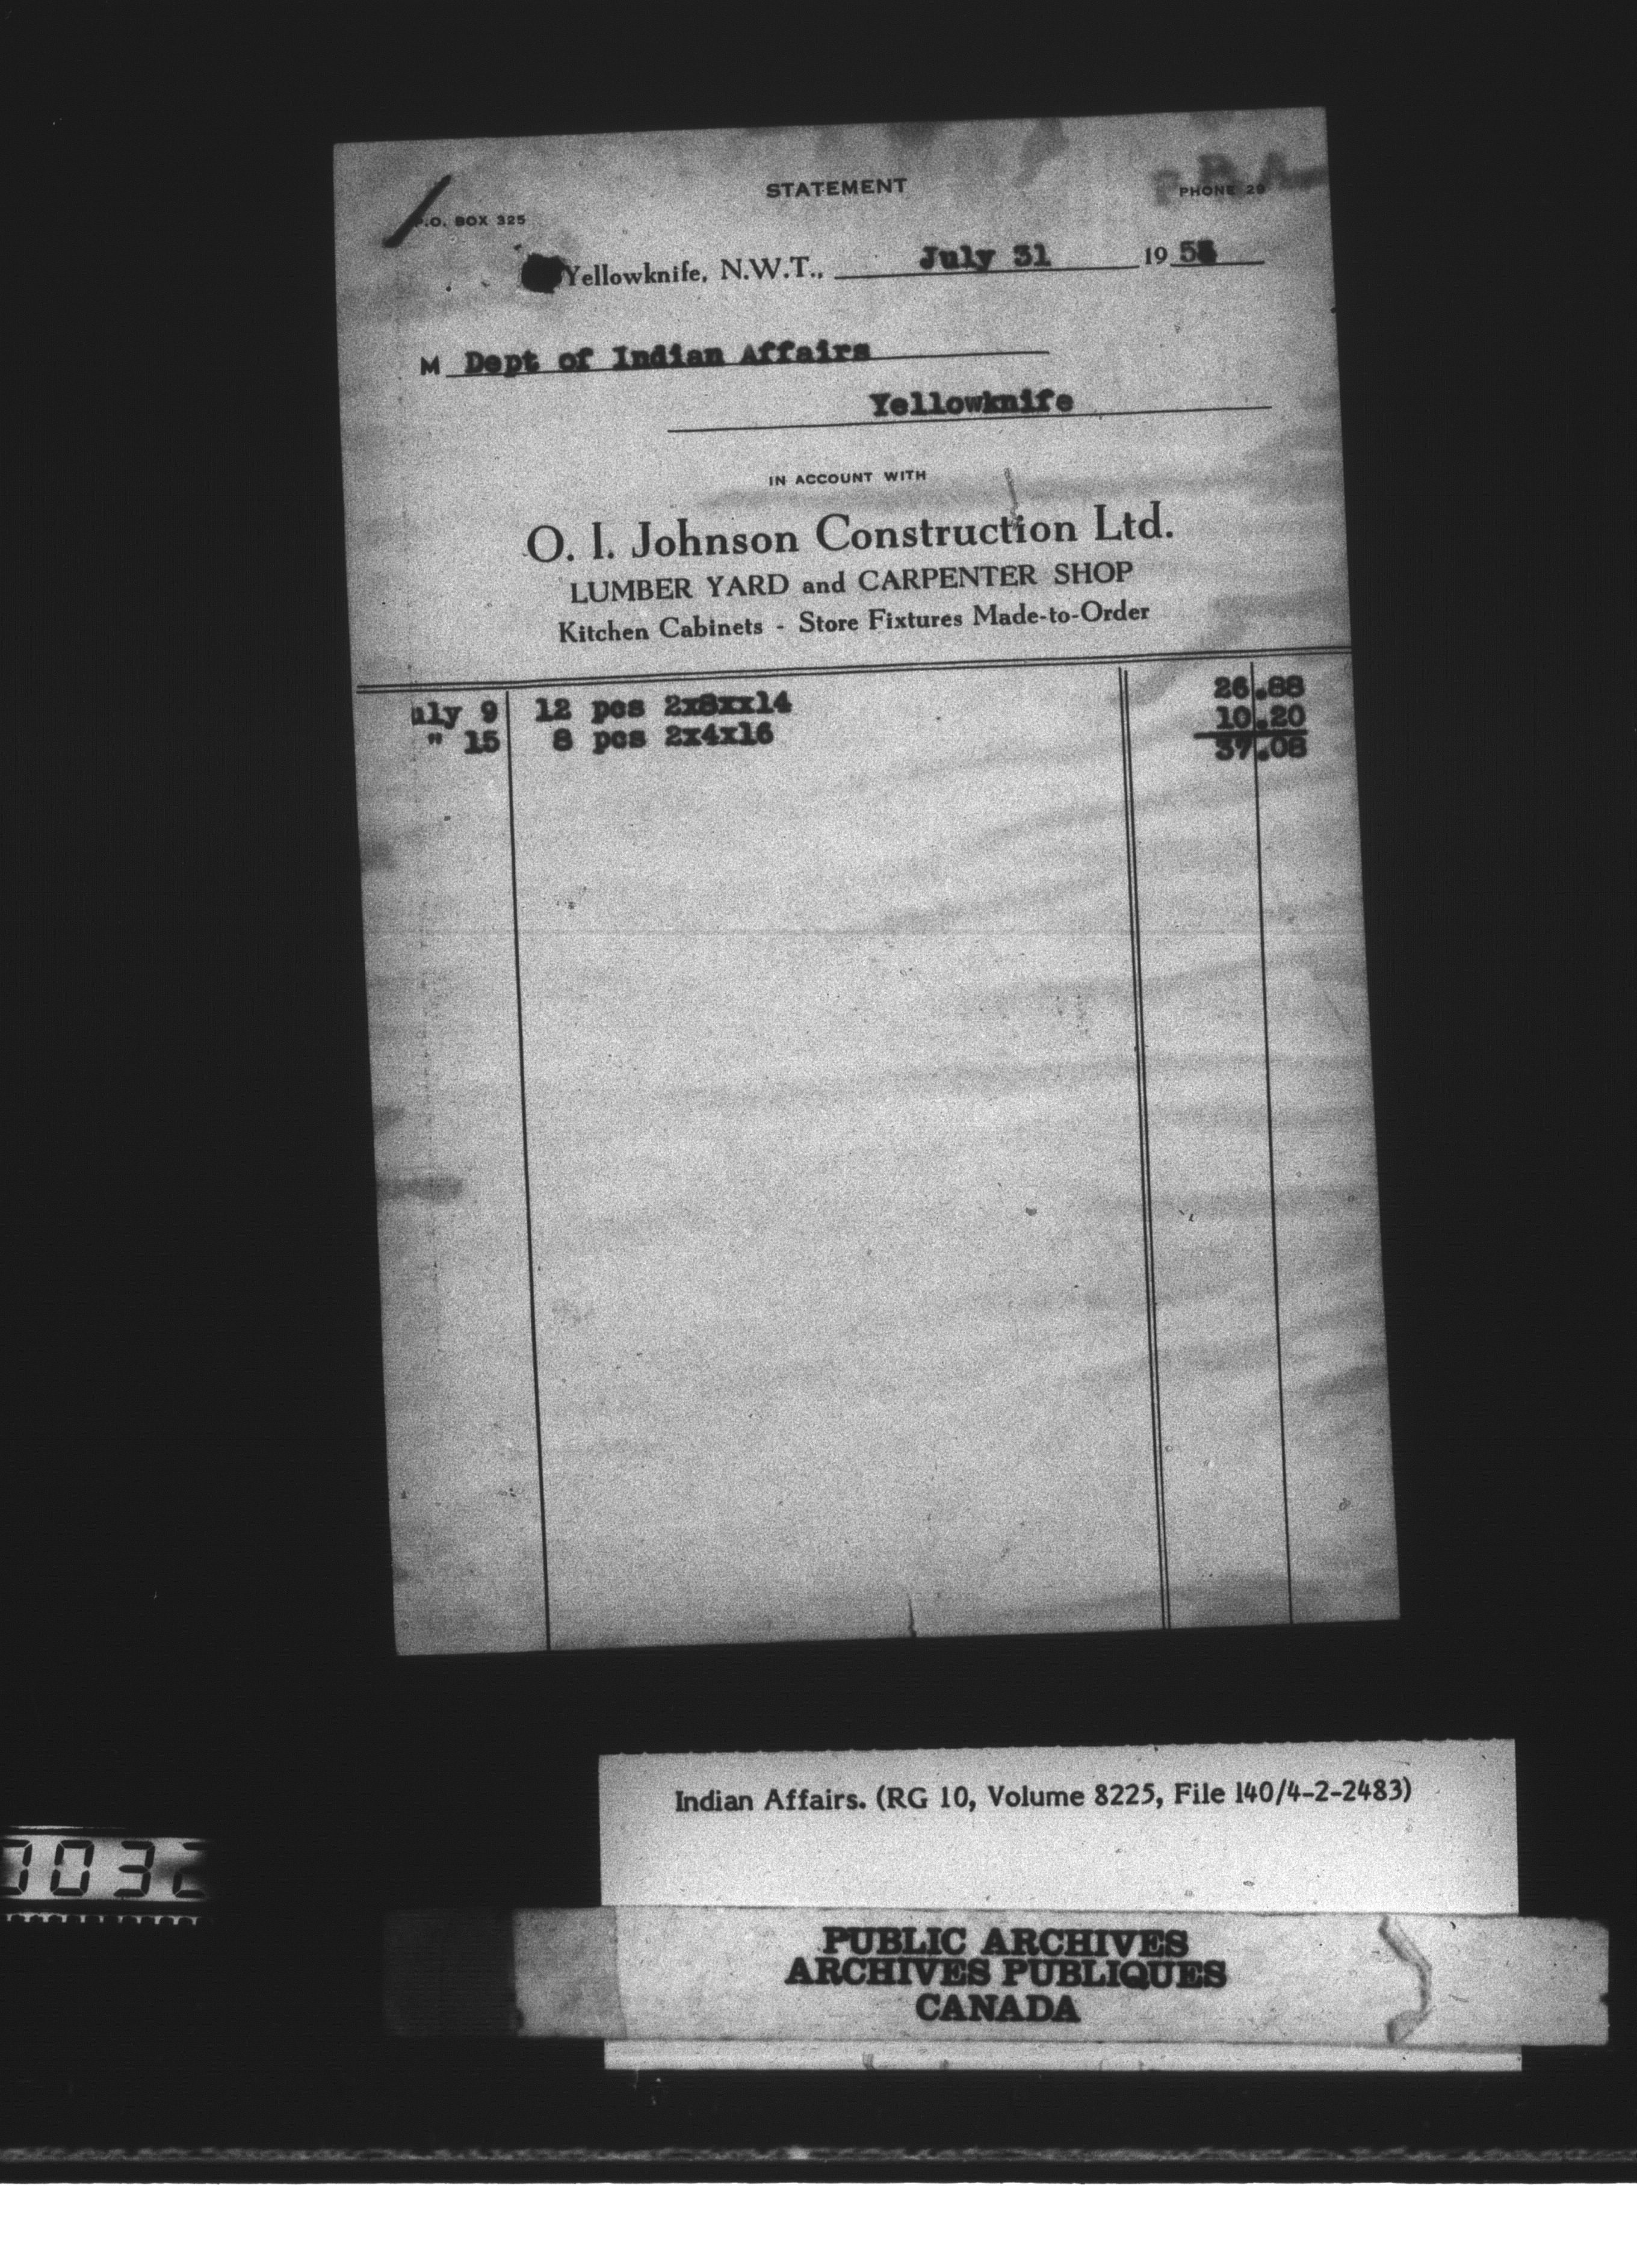 STATEMENT
P.O. BOX 325
PHONE 29
Yellowknife, N.W.T., July 31 19
M Dept of Indian Affairs
Yellowknife
IN ACCOUNT WITH
O. I. Johnson Construction Ltd.
LUMBER YARD and CARPENTER SHOP
Kitchen Cabinets - Store Fixtures Made-to-Order
uly 9 12 pcs 2x8xx14 26.88
" 15 8 pcs 2x4x16 10.20
37.08
Indian Affairs. (RG 10, Volume 8225, File 140/4-2-2483)
PUBLIC ARCHIVES
ARCHIVES PUBLIQUES
CANADA